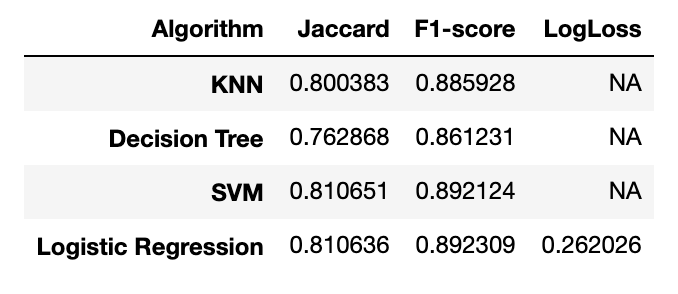 Algorithm Jaccard F1-score LogLoss
KNN 0.800383 0.885928 NA
Decision Tree 0.762868 0.861231 NA
SVM 0.810651 0.892124 NA
Logistic Regression 0.810636 0.892309 0.262026